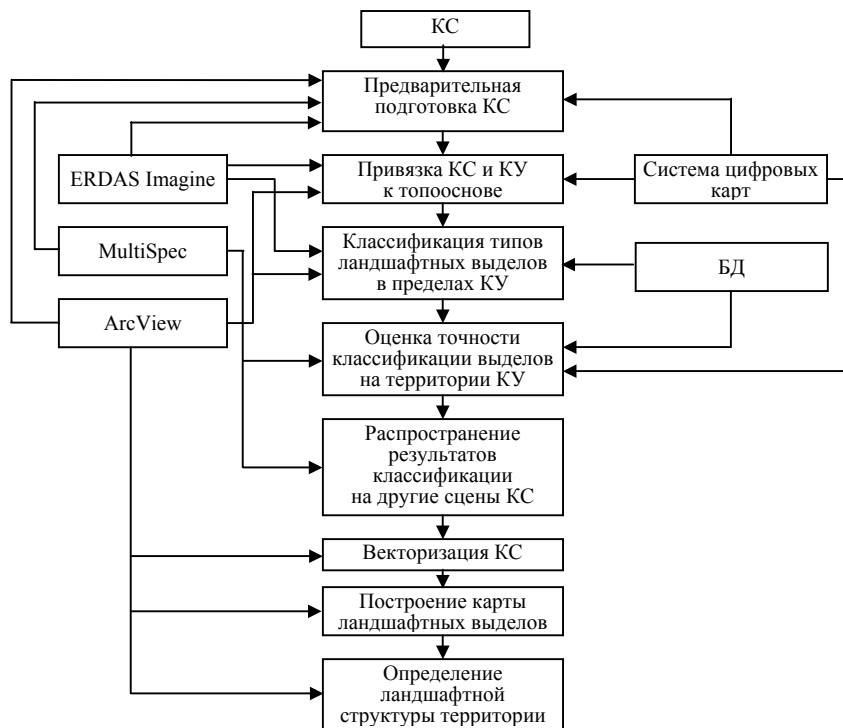 КС
Предварительная
подготовка КС
ERDAS Imagine
Привязка КС и КУ
к топооснове
Система цифровых
карт
MultiSpec
Классификация типов
ландшафтных выделов
в пределах КУ
БД
ArcView
Оценка точности
классификации выделов
на территории КУ
Распространение
результатов
классификации
на другие сцены КС
Векторизация КС
Построение карты
ландшафтных выделов
Определение
ландшафтной
структуры территории